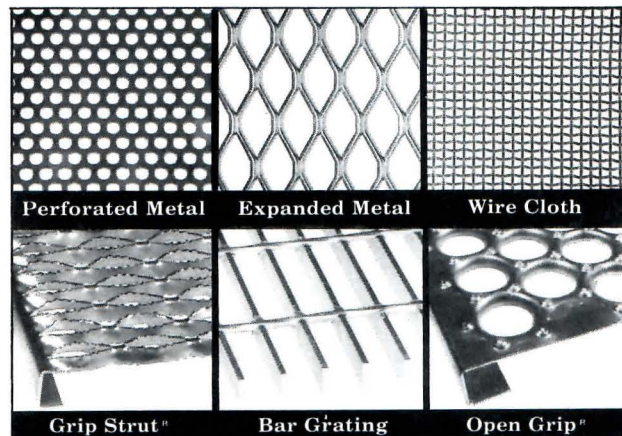 Perforated Metal
Expanded Metal
Wire Cloth
Grip Strut ᴿ
Bar Grating
Open Grip ᴿ